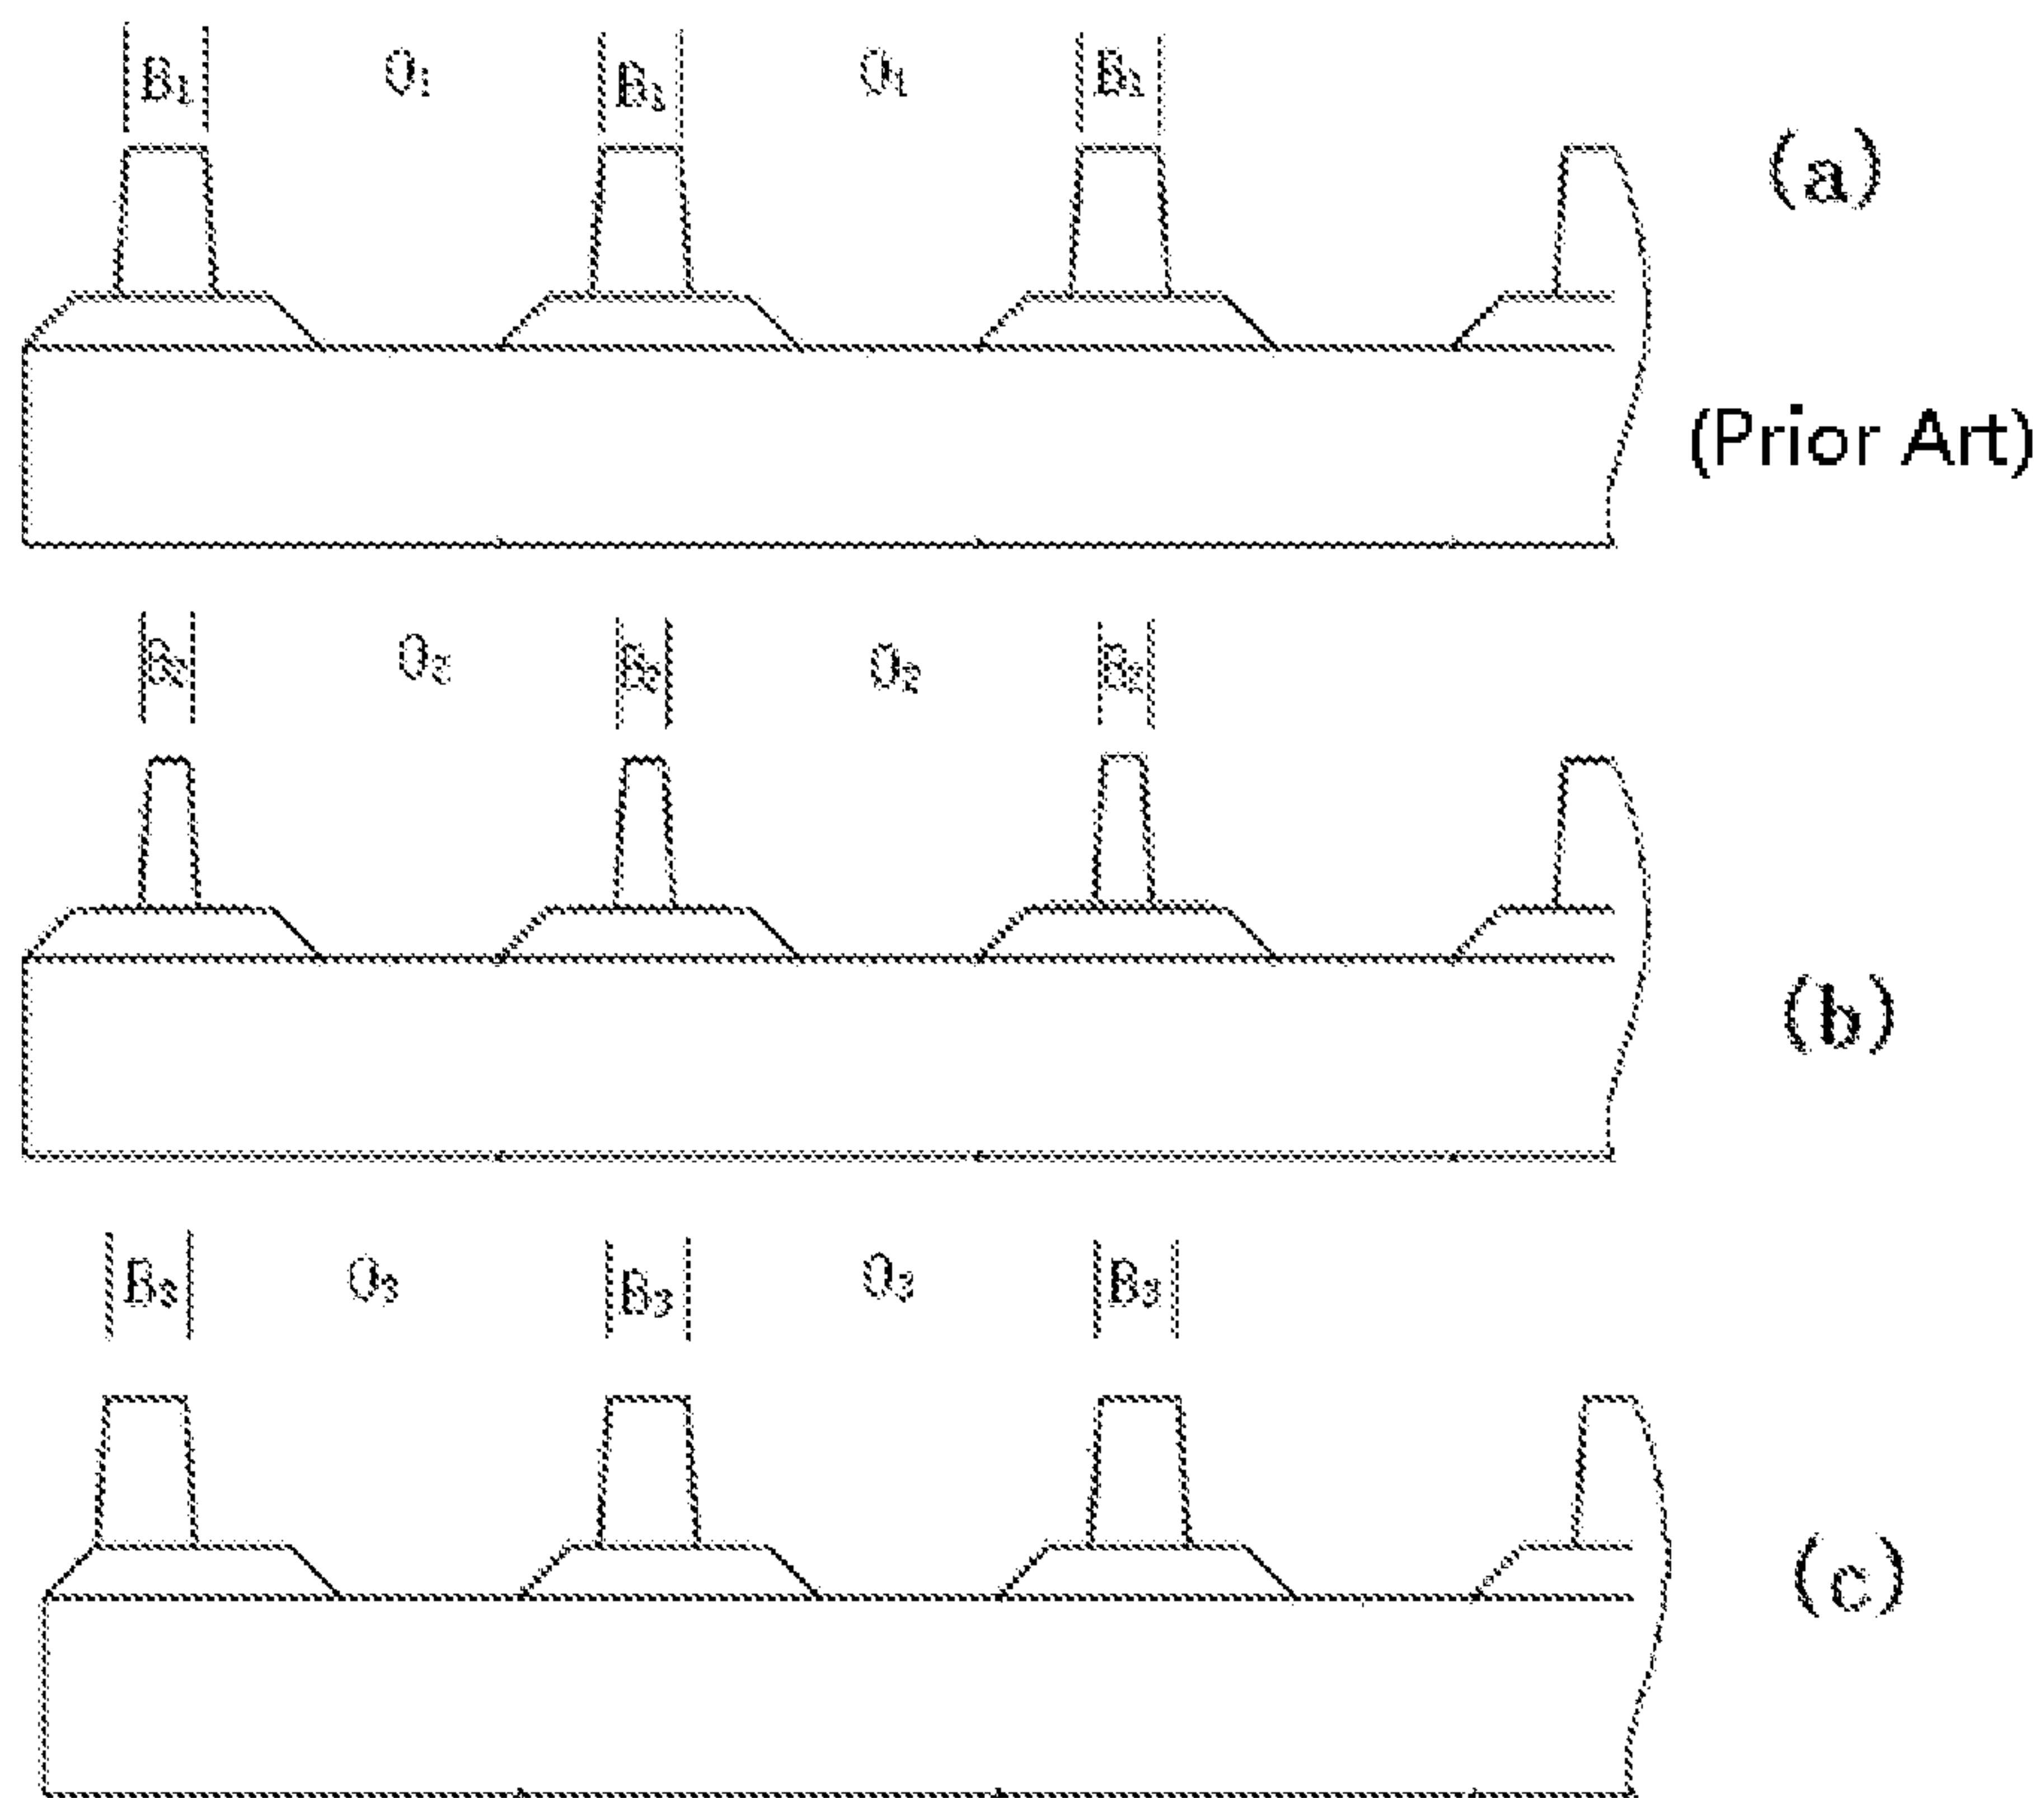 B₁ O₁ B₁ O₁ B₁
(a)
(Prior Art)
B₂ O₂ B₂ O₂ B₂
(b)
B₃ O₃ B₃ O₃ B₃
(c)